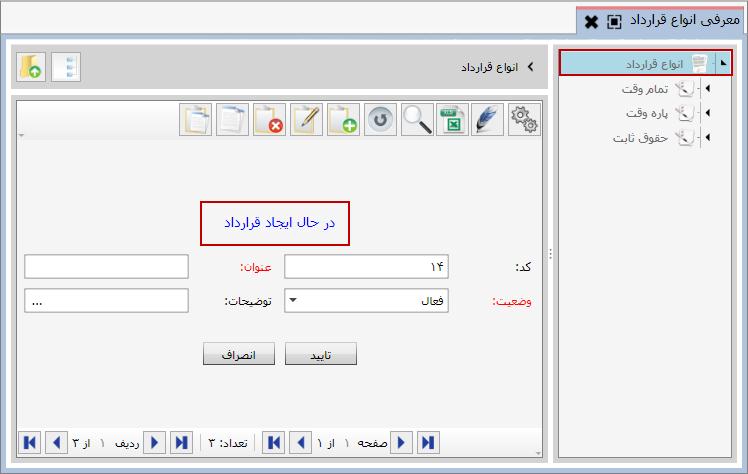 معرفی انواع قرارداد
انواع قرارداد
تمام وقت
پاره وقت
حقوق ثابت
انواع قرارداد
در حال ایجاد قرارداد
کد: ۱۴ عنوان:
وضعیت: فعال توضیحات: ...
تایید انصراف
صفحه ۱ از ۱ تعداد: ۳ ردیف ۱ از ۳